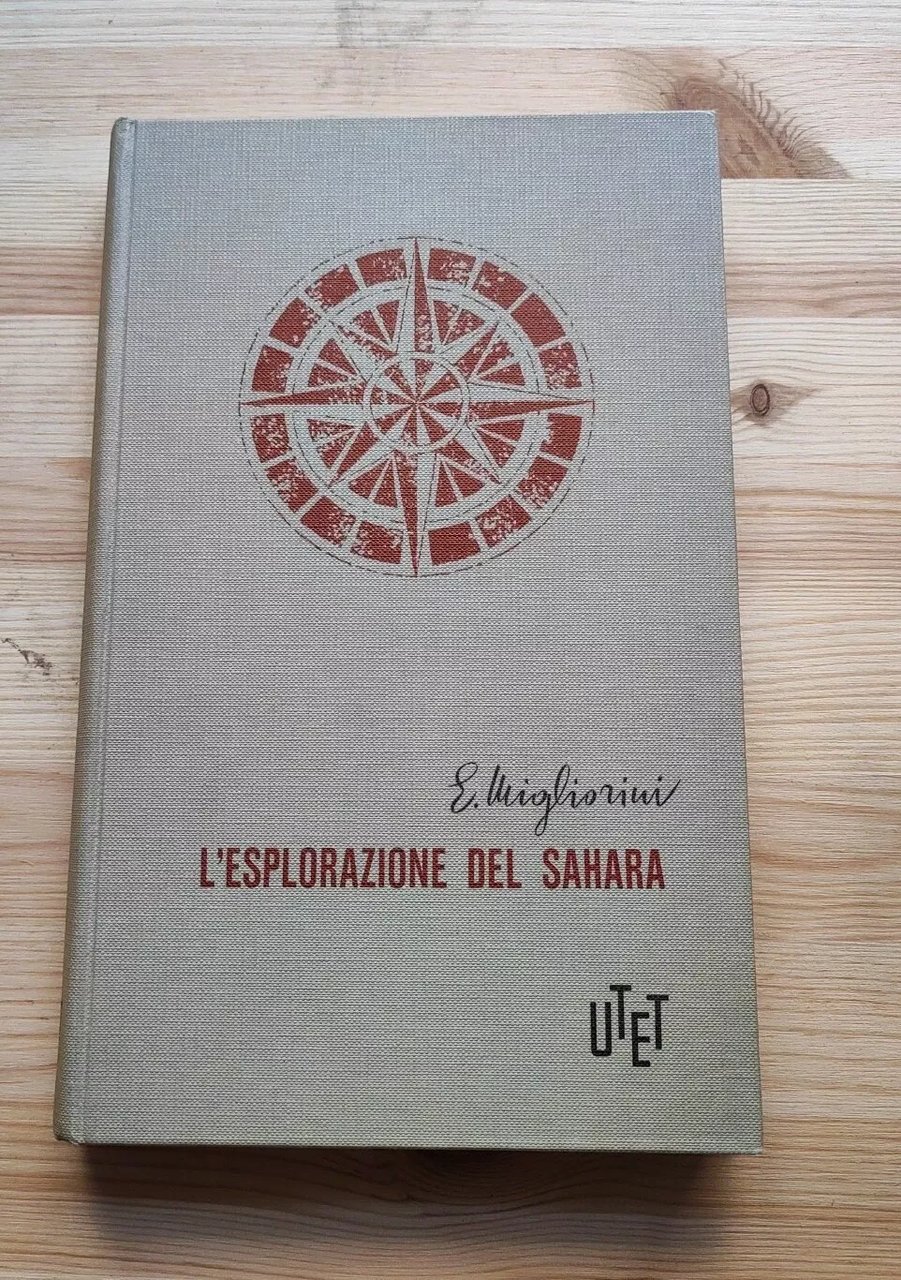 E. Migliorini
L'ESPLORAZIONE DEL SAHARA
UTET